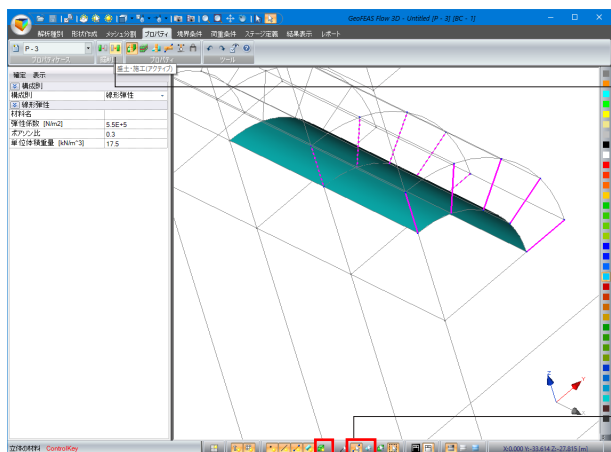 GeoFEAS Flow 3D - Untitled [P - 3] [BC - 1]
解析種別 形状作成 メッシュ分割 プロパティ 境界条件 荷重条件 ステージ定義 結果表示 レポート
P - 3
プロパティケース プロパティ ツール
盛土・施工(アクティブ)
確定 表示
構成則
構成則 線形弾性
線形弾性
材料名
弾性係数 [N/m2] 5.5E+5
ポアソン比 0.3
単位体積重量 [kN/m^3] 17.5
Z
Y
立体の材料 ControlKey
X:0.000 Y:-33.614 Z:-27.815 [m]